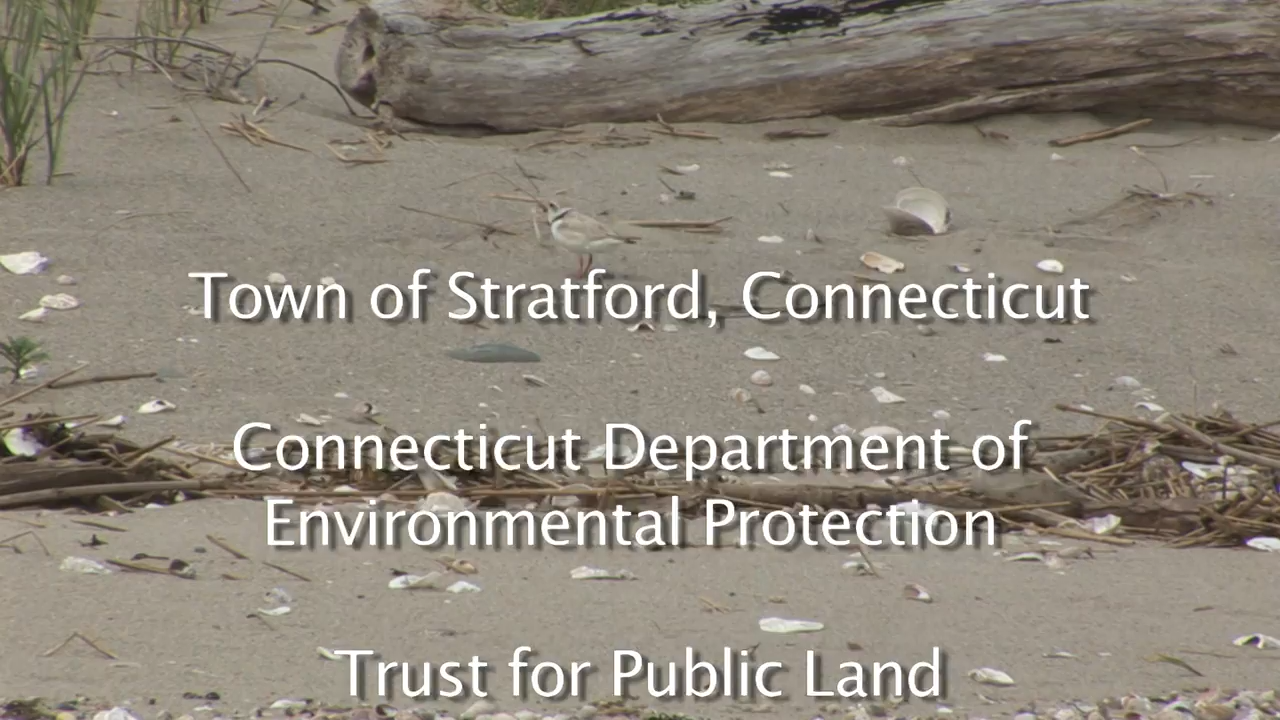 Town of Stratford, Connecticut
Connecticut Department of
Environmental Protection
Trust for Public Land